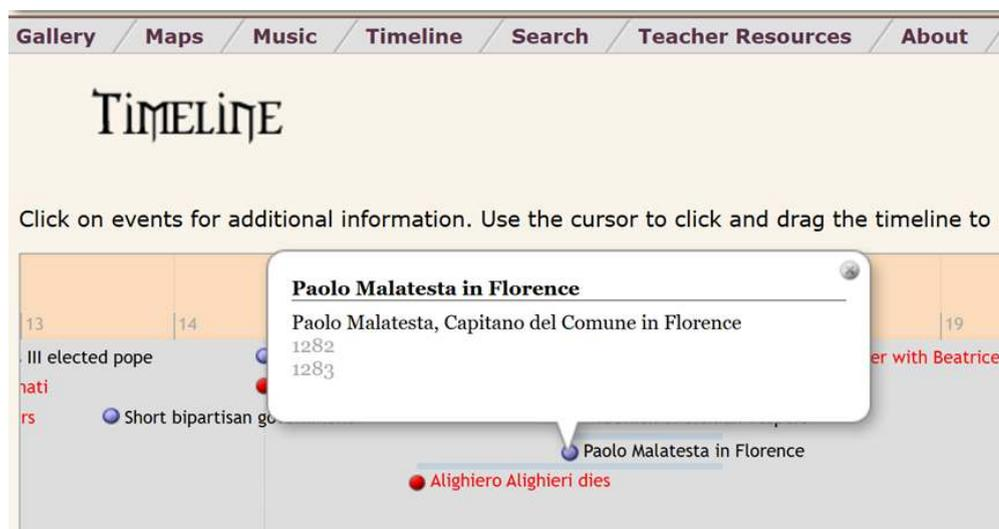 Gallery Maps Music Timeline Search Teacher Resources About
Timeline
Click on events for additional information. Use the cursor to click and drag the timeline to
Paolo Malatesta in Florence
Paolo Malatesta, Capitano del Comune in Florence
1282
1283
13 14 19
III elected pope er with Beatrice
nati
rs Short bipartisan
Paolo Malatesta in Florence
Alighiero Alighieri dies